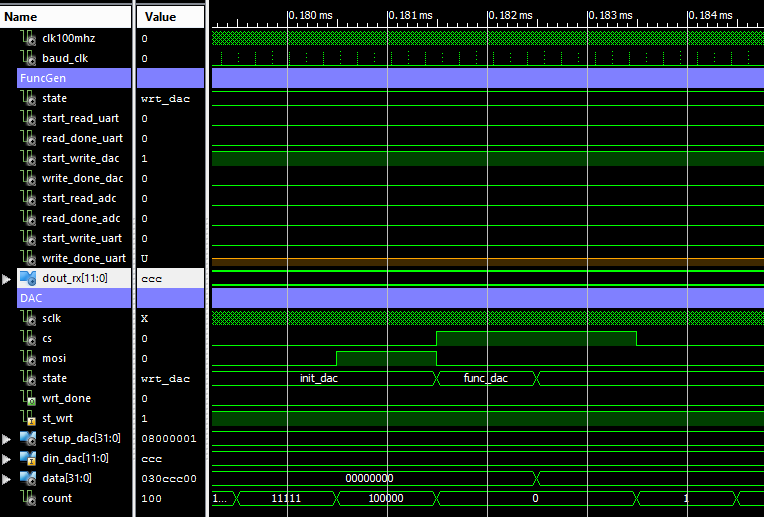 Name Value 0.180 ms 0.181 ms 0.182 ms 0.183 ms 0.184 ms
clk100mhz 0
baud_clk 0
FuncGen
state wrt_dac
start_read_uart 0
read_done_uart 0
start_write_dac 1
write_done_dac 0
start_read_adc 0
read_done_adc 0
start_write_uart 0
write_done_uart U
dout_rx[11:0] ccc
DAC
sclk X
cs 0
mosi 0
state wrt_dac init_dac func_dac
wrt_done 0
st_wrt 1
setup_dac[31:0] 08000001
din_dac[11:0] ccc
data[31:0] 030ccc00 00000000
count 100 1... 11111 100000 0 1